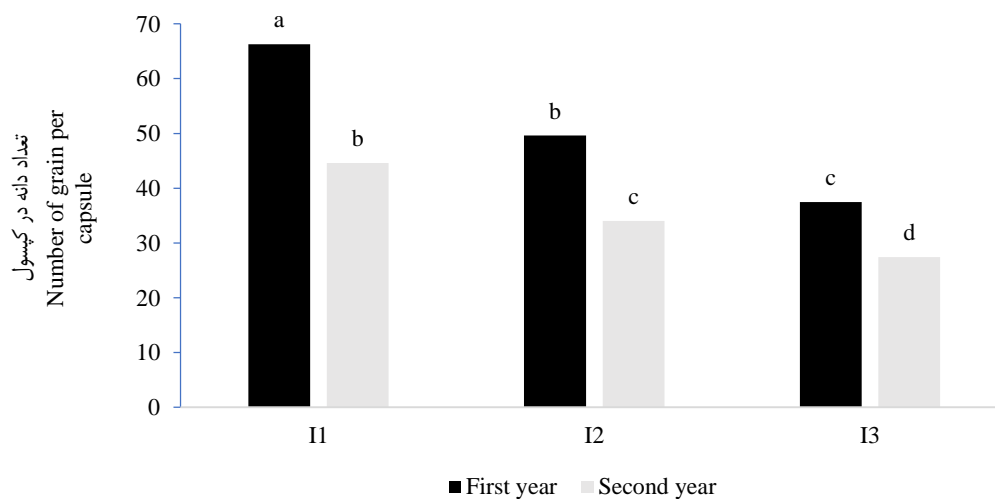 تعداد دانه در کپسول
Number of grain per
capsule
70
60
50
40
30
20
10
0
a
b
b
c
c
d
I1
I2
I3
First year
Second year